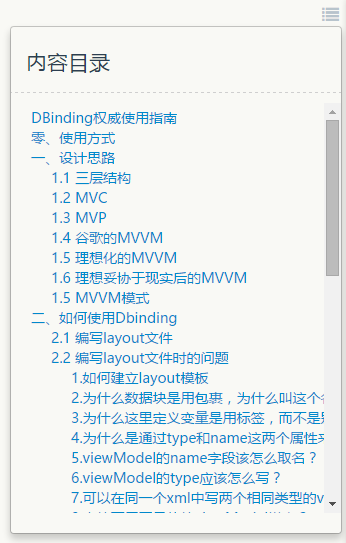 内容目录
DBinding权威使用指南
零、使用方式
一、设计思路
1.1 三层结构
1.2 MVC
1.3 MVP
1.4 谷歌的MVVM
1.5 理想化的MVVM
1.6 理想妥协于现实后的MVVM
1.5 MVVM模式
二、如何使用Dbinding
2.1 编写layout文件
2.2 编写layout文件时的问题
1.如何建立layout模板
2.为什么数据块是用包裹，为什么叫这个
3.为什么这里定义变量是用标签，而不是
4.为什么是通过type和name这两个属性来
5.viewModel的name字段该怎么取名？
6.viewModel的type应该怎么写？
7.可以在同一个xml中写两个相同类型的v